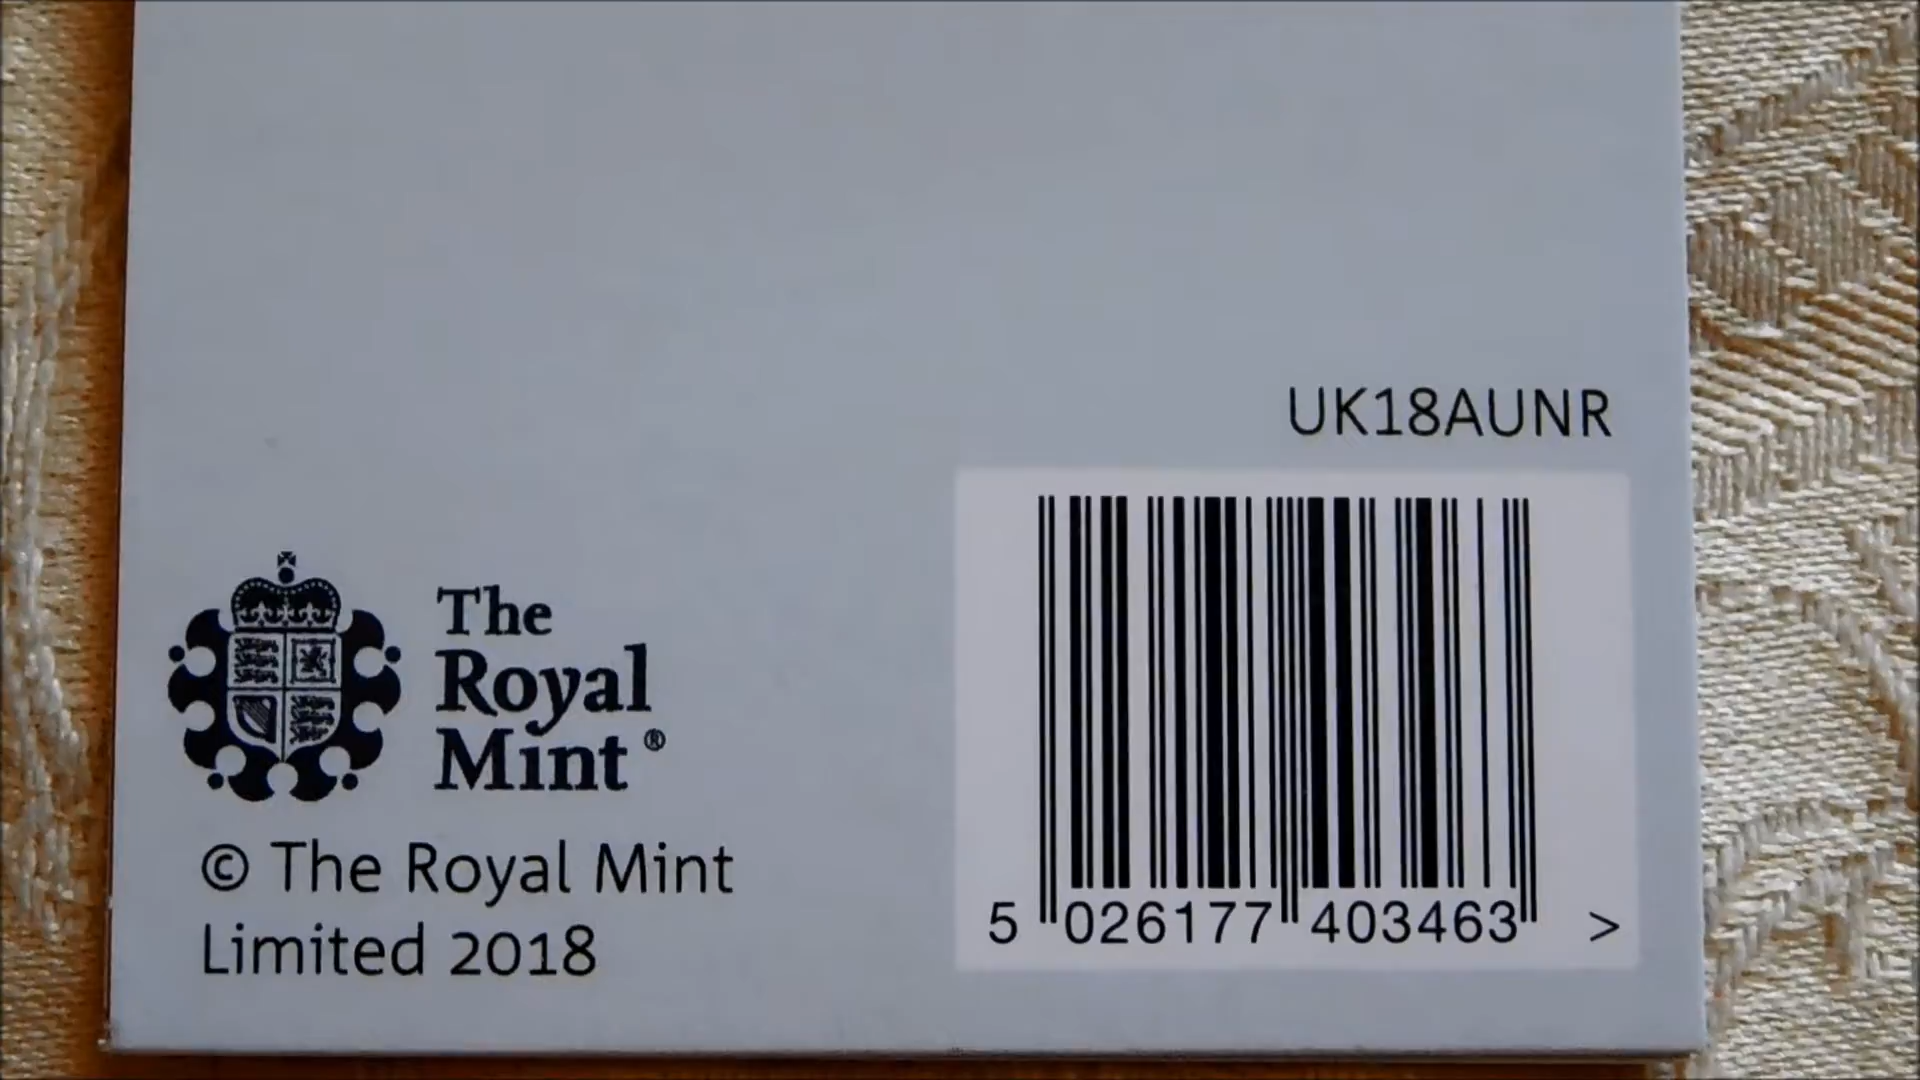 UK18AUNR
The
Royal
Mint®
© The Royal Mint
Limited 2018
5 026177 403463 >